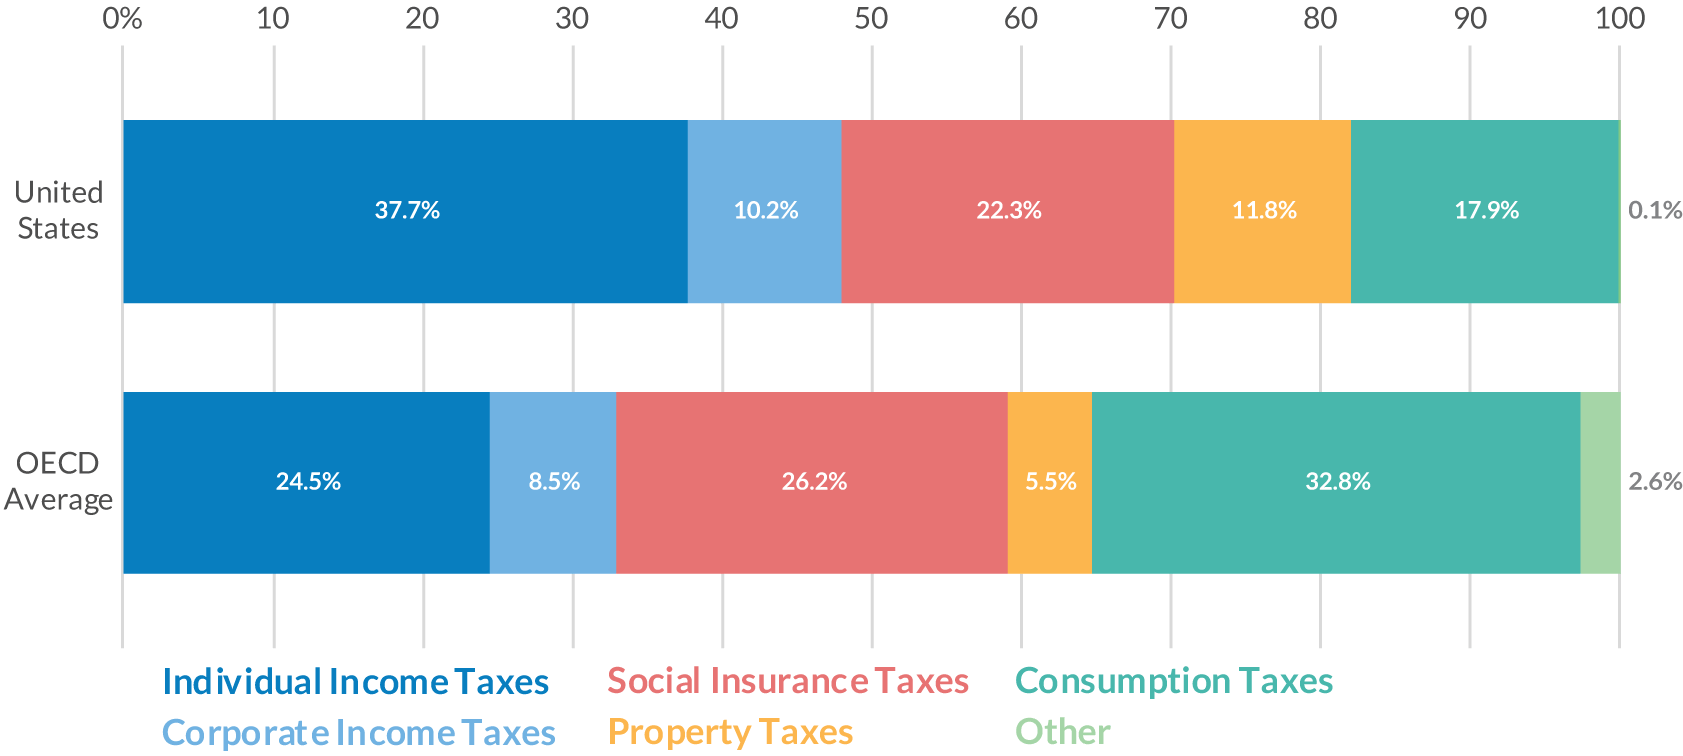 0% 10 20 30 40 50 60 70 80 90 100
United
States
37.7% 10.2% 22.3% 11.8% 17.9% 0.1%
OECD
Average
24.5% 8.5% 26.2% 5.5% 32.8% 2.6%
Individual Income Taxes Social Insurance Taxes Consumption Taxes
Corporate Income Taxes Property Taxes Other